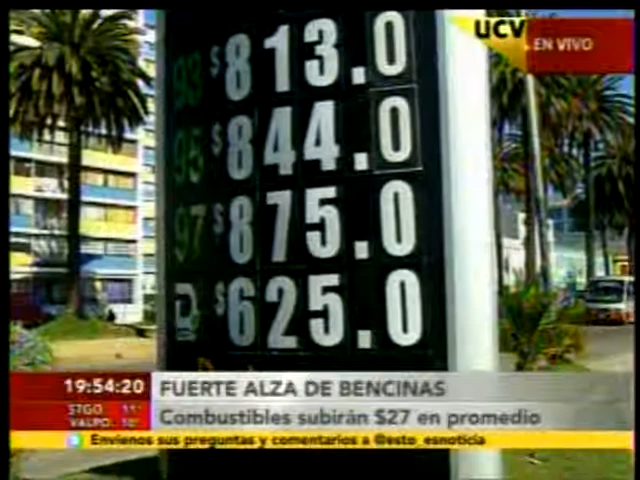 UCV
EN VIVO
93 $813.0
95 $844.0
97 $875.0
D $625.0
19:54:20
FUERTE ALZA DE BENCINAS
STGO. 11°
VALPO. 10°
Combustibles subirán $27 en promedio
Envíenos sus preguntas y comentarios a @esto_esnoticia